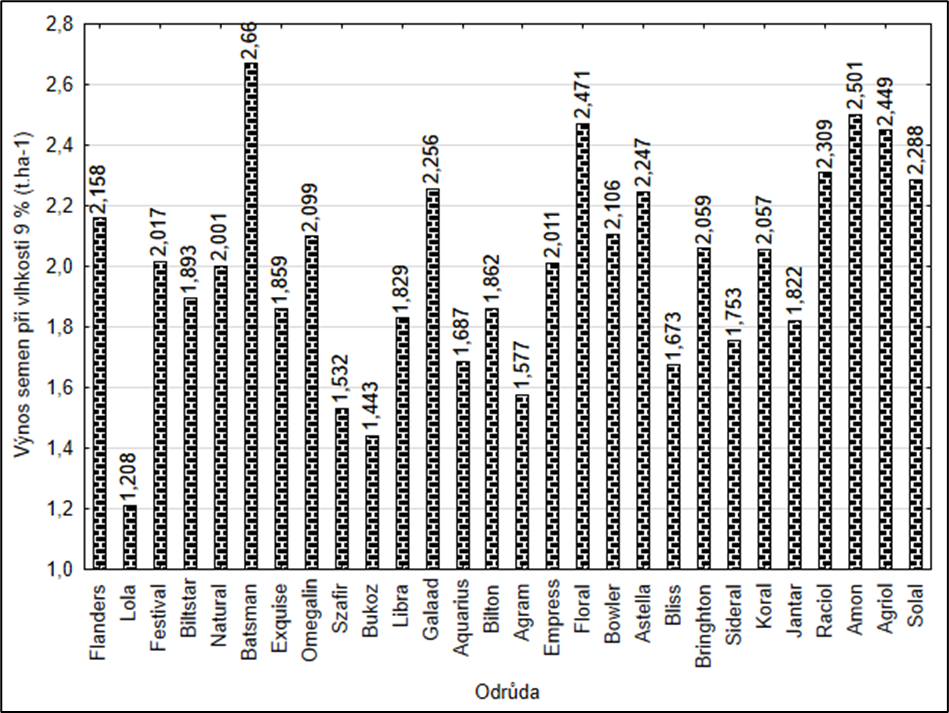 Výnos semen při vlhkosti 9 % (t.ha-1)
2,8
2,6
2,4
2,2
2,0
1,8
1,6
1,4
1,2
1,0
2,158
1,208
2,017
1,893
2,001
2,66
1,859
2,099
1,532
1,443
1,829
2,256
1,687
1,862
1,577
2,011
2,471
2,106
2,247
1,673
2,059
1,753
2,057
1,822
2,309
2,501
2,449
2,288
Flanders
Lola
Festival
Biltstar
Natural
Batsman
Exquise
Omegalin
Szafir
Bukoz
Libra
Galaad
Aquarius
Bilton
Agram
Empress
Floral
Bowler
Astella
Bliss
Bringhton
Sideral
Koral
Jantar
Raciol
Amon
Agriol
Solal
Odrůda